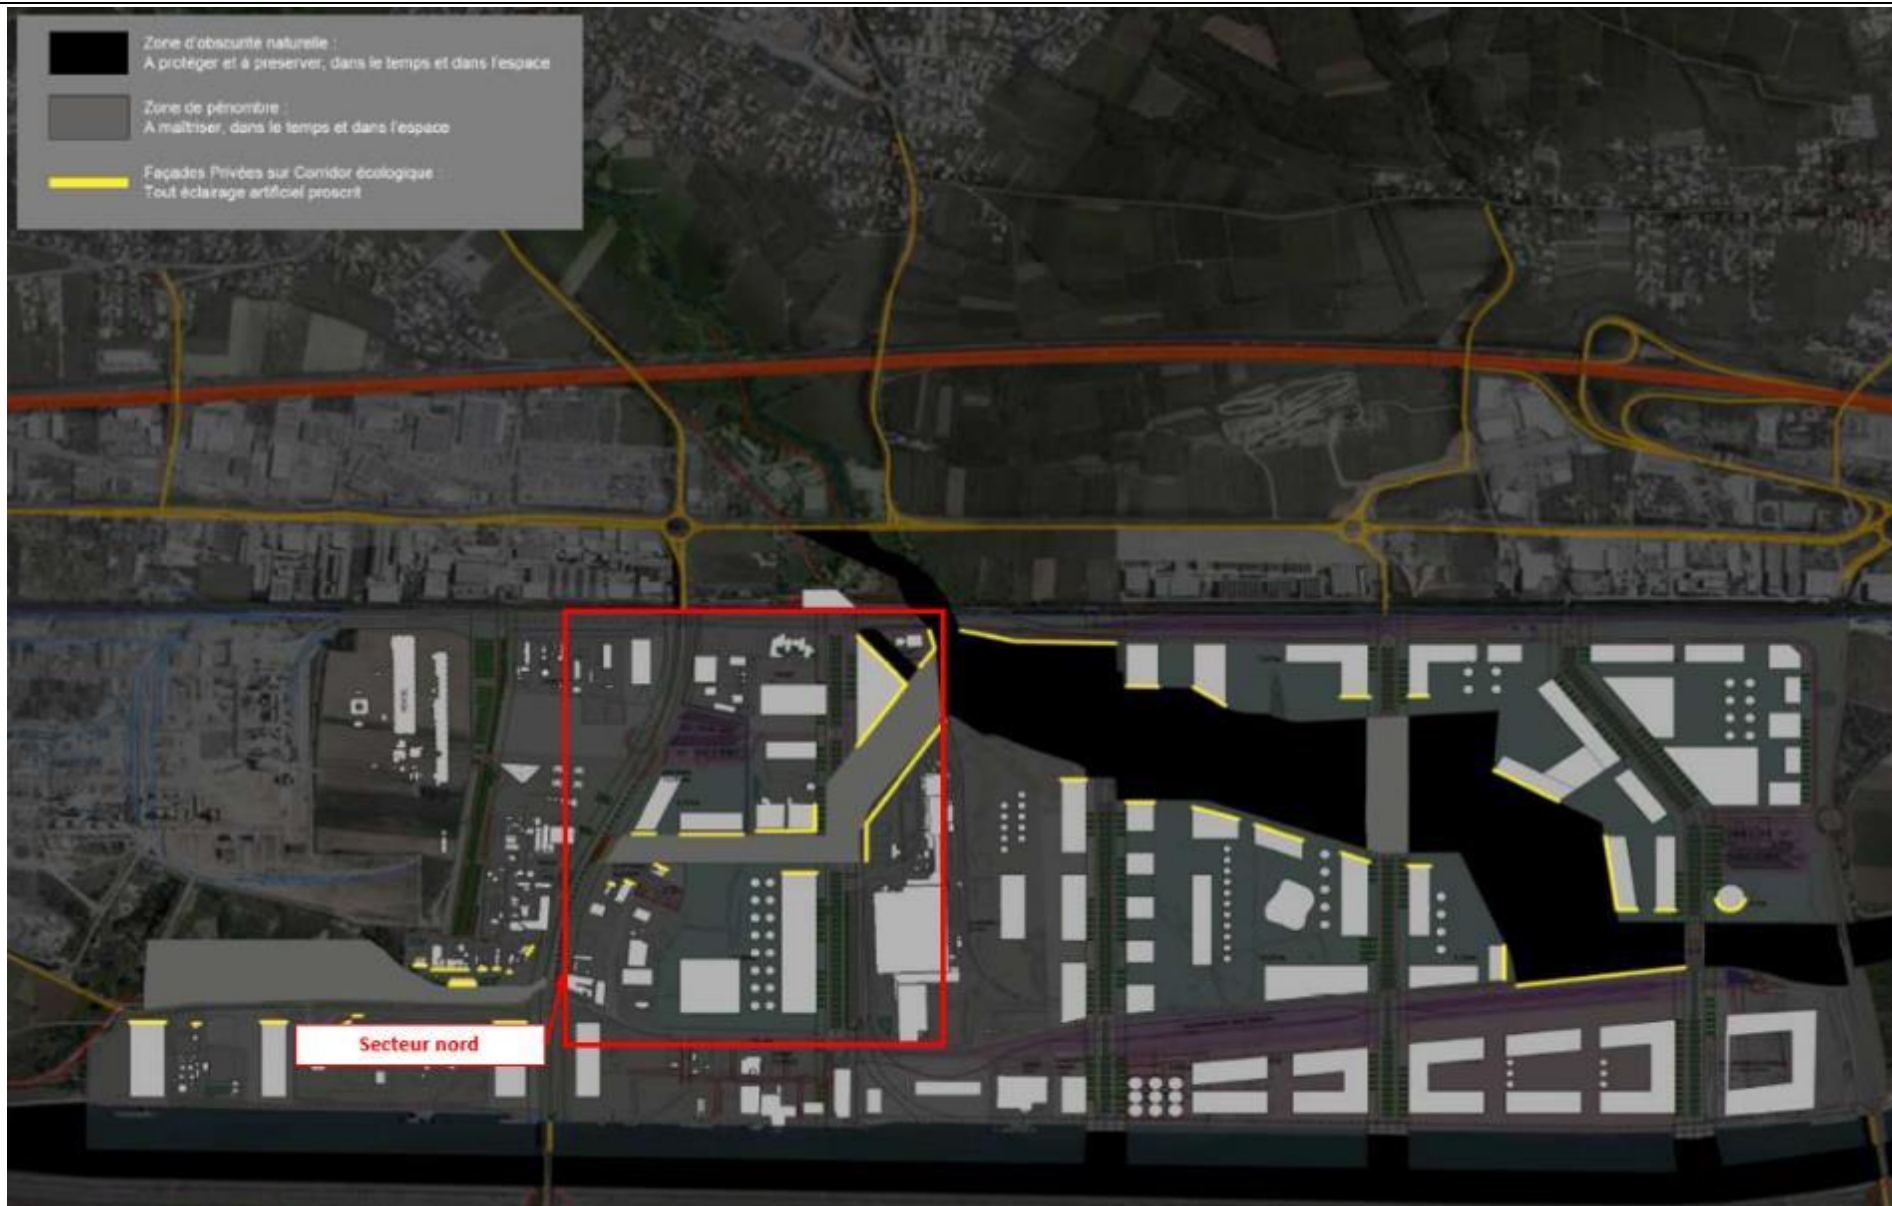 Zone d'obscurité naturelle :
A protéger et à preserver, dans le temps et dans l'espace
Zone de pénombre :
A maîtriser, dans le temps et dans l'espace
Façades Privées sur Corridor écologique :
Tout éclairage artificiel proscrit
Secteur nord